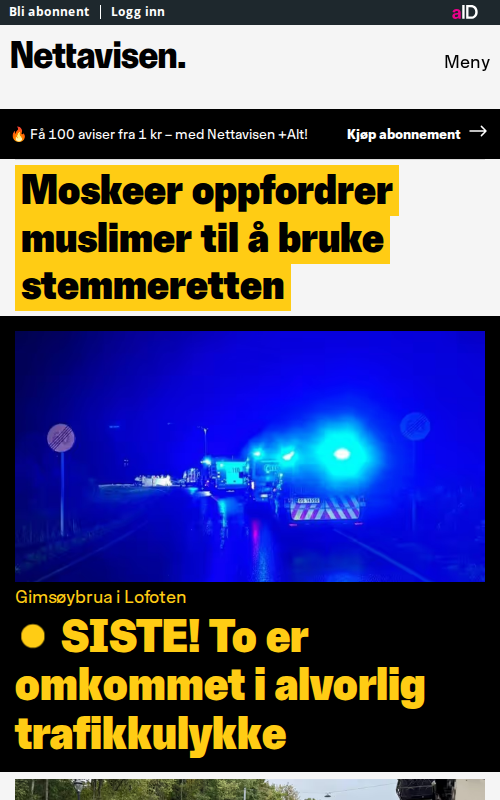 Bli abonnent | Logg inn
aID
Nettavisen.
Meny
🔥 Få 100 aviser fra 1 kr – med Nettavisen +Alt!
Kjøp abonnement →
Moskeer oppfordrer
muslimer til å bruke
stemmeretten
Gimsøybrua i Lofoten
SISTE! To er
omkommet i alvorlig
trafikkulykke